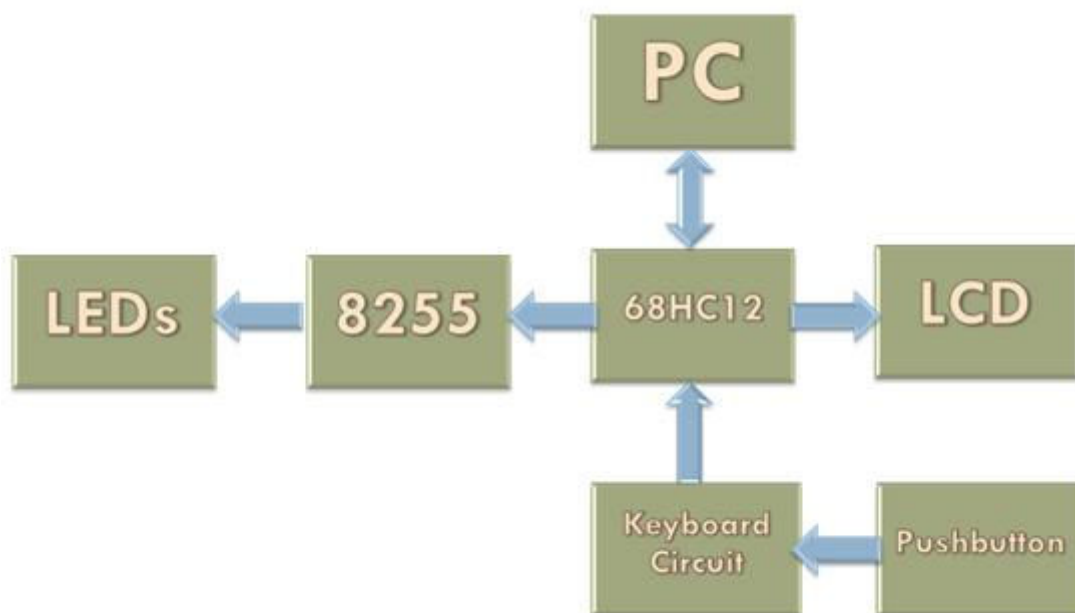 PC
LEDs
8255
68HC12
LCD
Keyboard
Circuit
Pushbutton